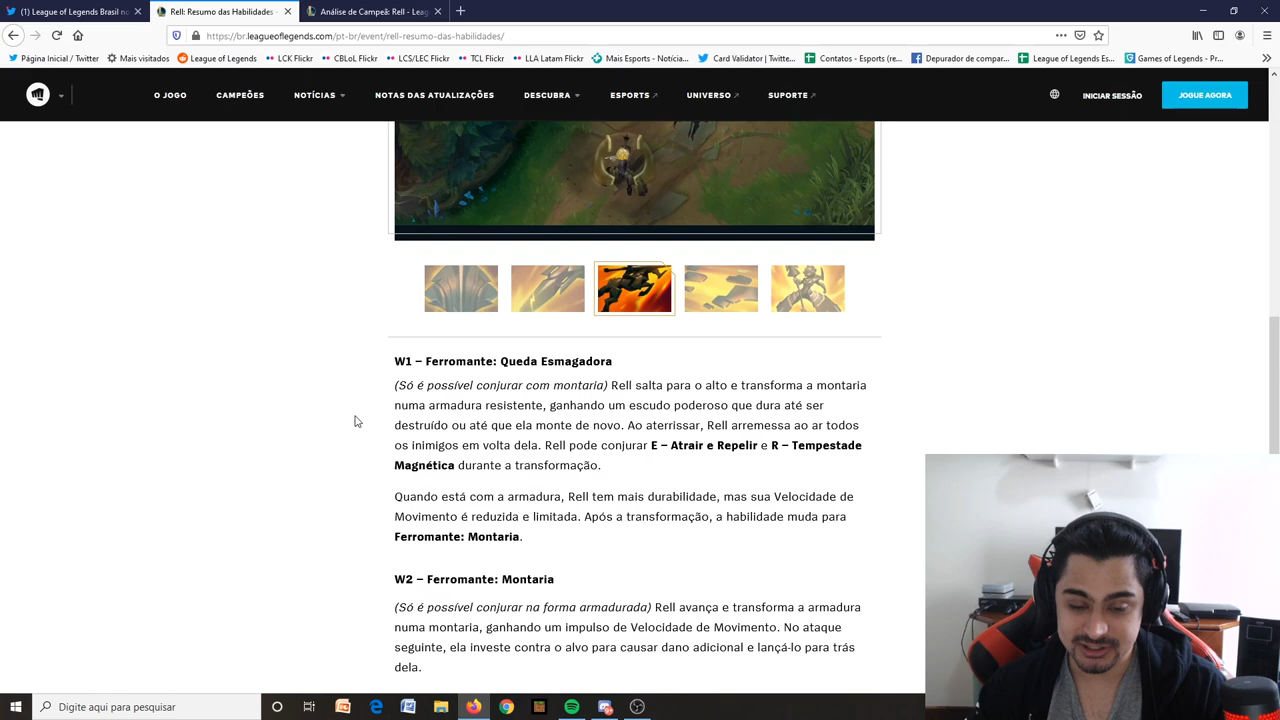 (1) League of Legends Brasil no
Rell: Resumo das Habilidades -
Análise de Campeã: Rell - Leag
https://br.leagueoflegends.com/pt-br/event/rell-resumo-das-habilidades/
Página Inicial / Twitter
Mais visitados
League of Legends
LCK Flickr
CBLoL Flickr
LCS/LEC Flickr
TCL Flickr
LLA Latam Flickr
Mais Esports - Notícia...
Card Validator | Twitte...
Contatos - Esports (re...
Depurador de compar...
League of Legends Es...
Games of Legends - Pr...
O JOGO
CAMPEÕES
NOTÍCIAS
NOTAS DAS ATUALIZAÇÕES
DESCUBRA
ESPORTS
UNIVERSO
SUPORTE
INICIAR SESSÃO
JOGUE AGORA
W1 – Ferromante: Queda Esmagadora
(Só é possível conjurar com montaria) Rell salta para o alto e transforma a montaria
numa armadura resistente, ganhando um escudo poderoso que dura até ser
destruído ou até que ela monte de novo. Ao aterrissar, Rell arremessa ao ar todos
os inimigos em volta dela. Rell pode conjurar E – Atrair e Repelir e R – Tempestade
Magnética durante a transformação.
Quando está com a armadura, Rell tem mais durabilidade, mas sua Velocidade de
Movimento é reduzida e limitada. Após a transformação, a habilidade muda para
Ferromante: Montaria.
W2 – Ferromante: Montaria
(Só é possível conjurar na forma armadurada) Rell avança e transforma a armadura
numa montaria, ganhando um impulso de Velocidade de Movimento. No ataque
seguinte, ela investe contra o alvo para causar dano adicional e lançá-lo para trás
dela.
Digite aqui para pesquisar